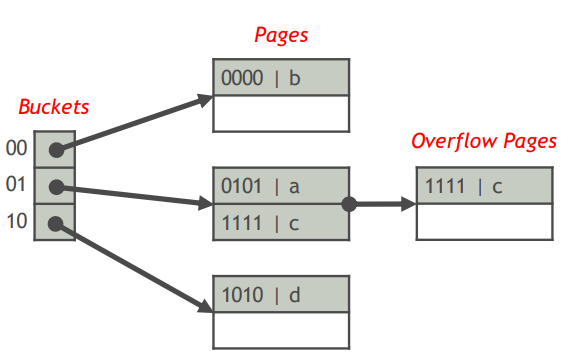 Pages
0000 | b
Buckets
Overflow Pages
00
01
10
0101 | a
1111 | c
1111 | c
1010 | d